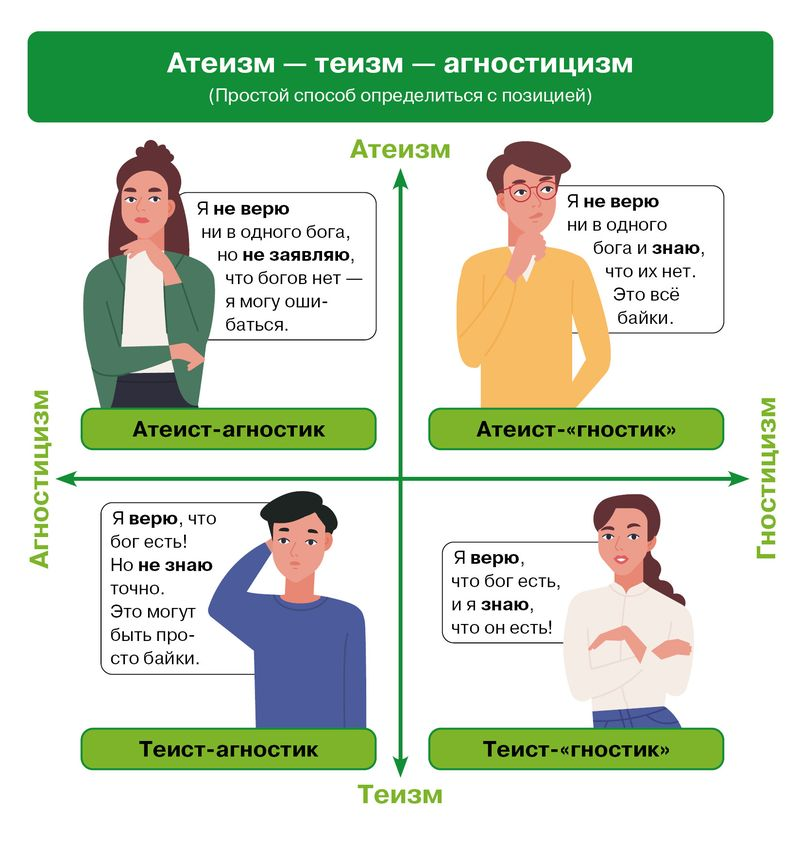 Атеизм — теизм — агностицизм
(Простой способ определиться с позицией)
Атеизм
Я не верю
ни в одного бога,
но не заявляю,
что богов нет —
я могу оши-
баться.
Атеист-агностик
Я не верю
ни в одного
бога и знаю,
что их нет.
Это всё
байки.
Атеист-«гностик»
Агностицизм
Гностицизм
Я верю, что
бог есть!
Но не знаю
точно.
Это могут
быть про-
сто байки.
Теист-агностик
Я верю,
что бог есть,
и я знаю,
что он есть!
Теист-«гностик»
Теизм